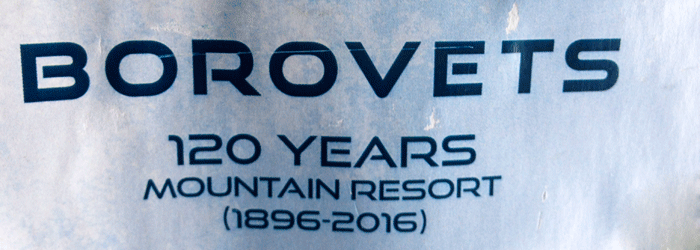 BOROVETS
120 YEARS
MOUNTAIN RESORT
(1896-2016)